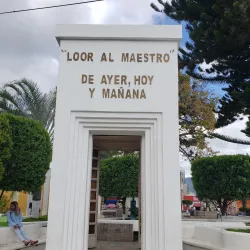 "LOOR AL MAESTRO"
DE AYER, HOY
Y MAÑANA